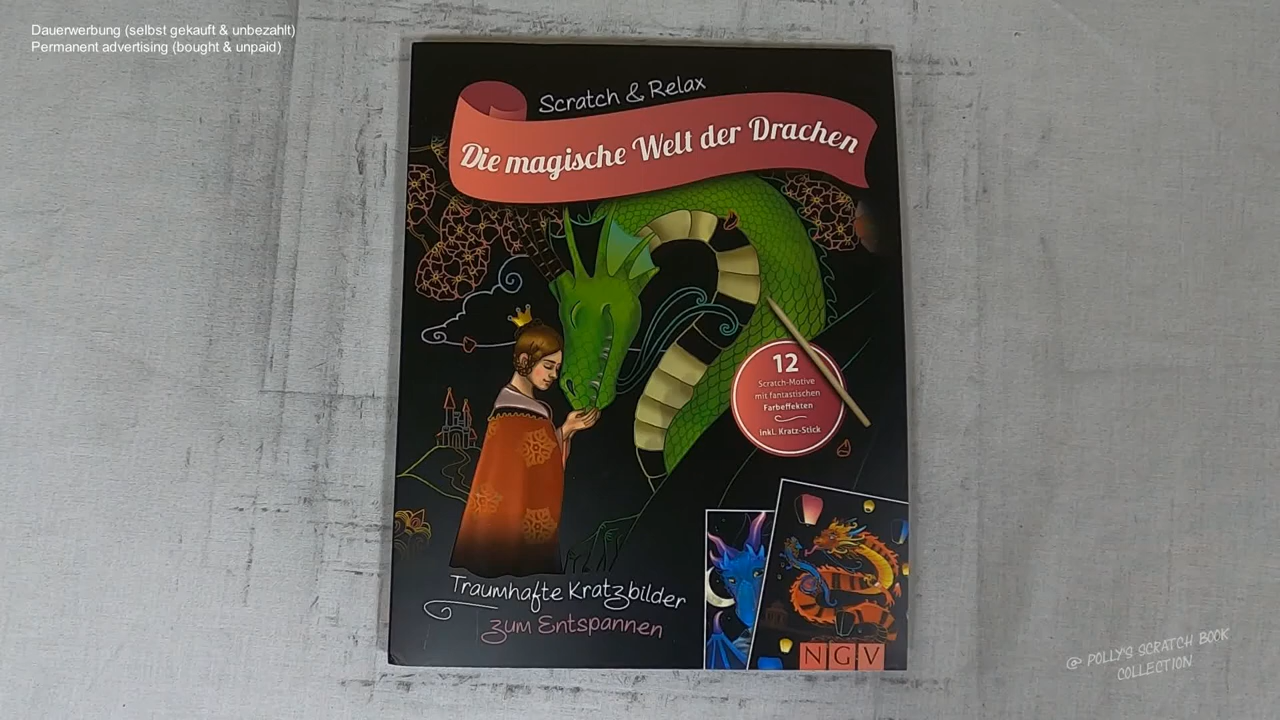 Dauerwerbung (selbst gekauft & unbezahlt)
Permanent advertising (bought & unpaid)
Scratch & Relax
Die magische Welt der Drachen
12
Scratch-Motive
mit fantastischen
Farbeffekten
inkl. Kratz-Stick
Traumhafte Kratzbilder
zum Entspannen
NGV
@ POLLY'S SCRATCH BOOK
COLLECTION